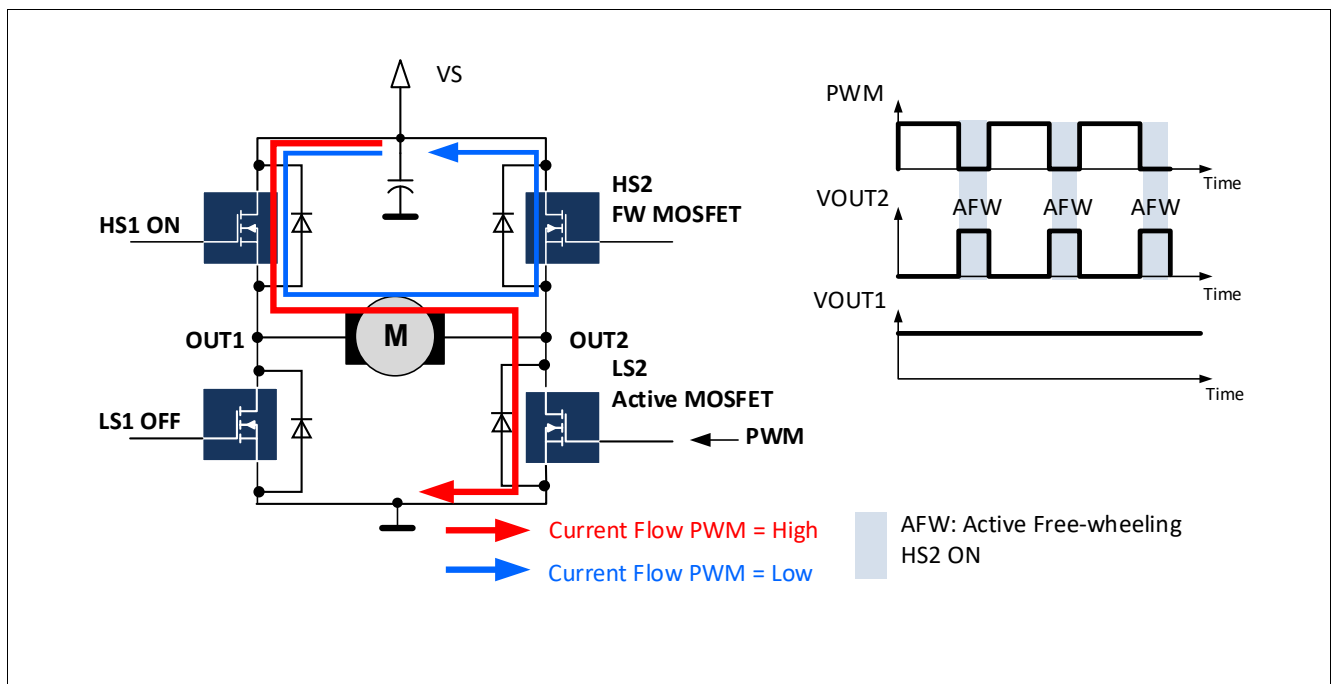 VS
HS1 ON
HS2
FW MOSFET
OUT1
M
OUT2
LS1 OFF
LS2
Active MOSFET
PWM
Current Flow PWM = High
Current Flow PWM = Low
PWM
Time
VOUT2
AFW AFW AFW
Time
VOUT1
Time
AFW: Active Free-wheeling
HS2 ON